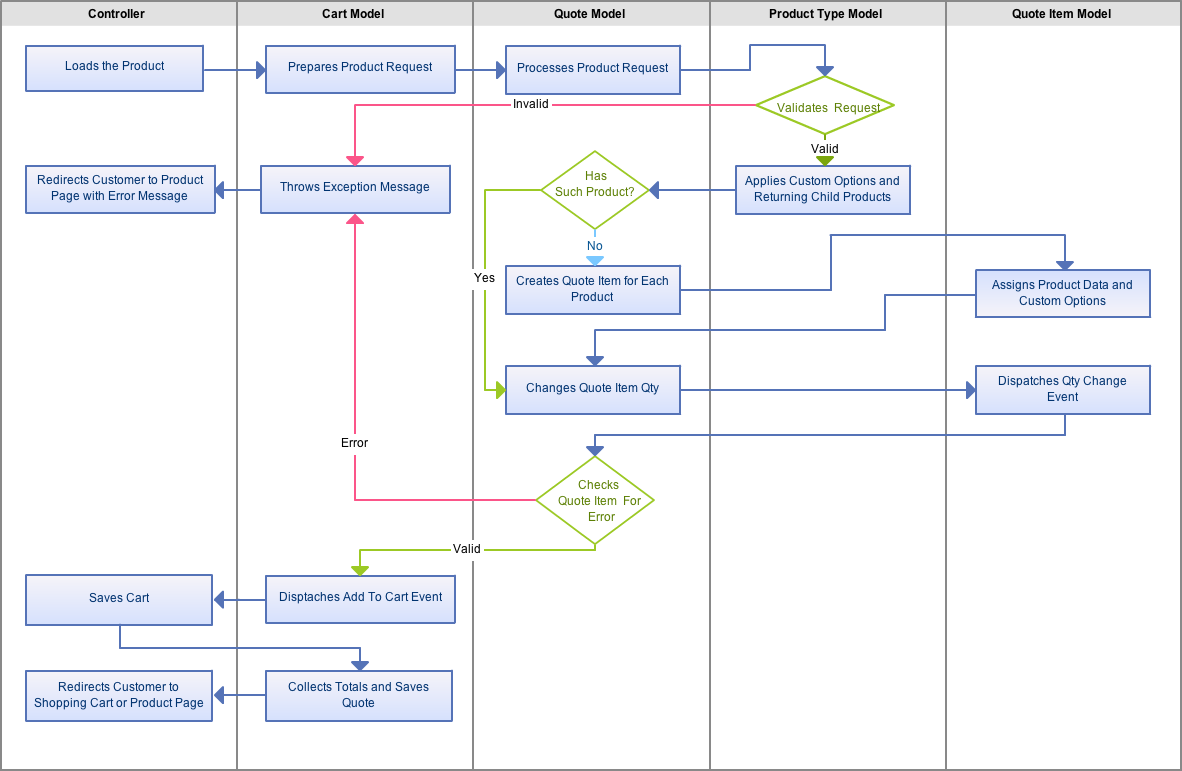 Controller
Cart Model
Quote Model
Product Type Model
Quote Item Model
Loads the Product
Prepares Product Request
Processes Product Request
Validates Request
Invalid
Valid
Redirects Customer to Product
Page with Error Message
Throws Exception Message
Has
Such Product?
Applies Custom Options and
Returning Child Products
No
Yes
Creates Quote Item for Each
Product
Assigns Product Data and
Custom Options
Changes Quote Item Qty
Dispatches Qty Change
Event
Error
Checks
Quote Item For
Error
Valid
Saves Cart
Disptaches Add To Cart Event
Redirects Customer to
Shopping Cart or Product Page
Collects Totals and Saves
Quote